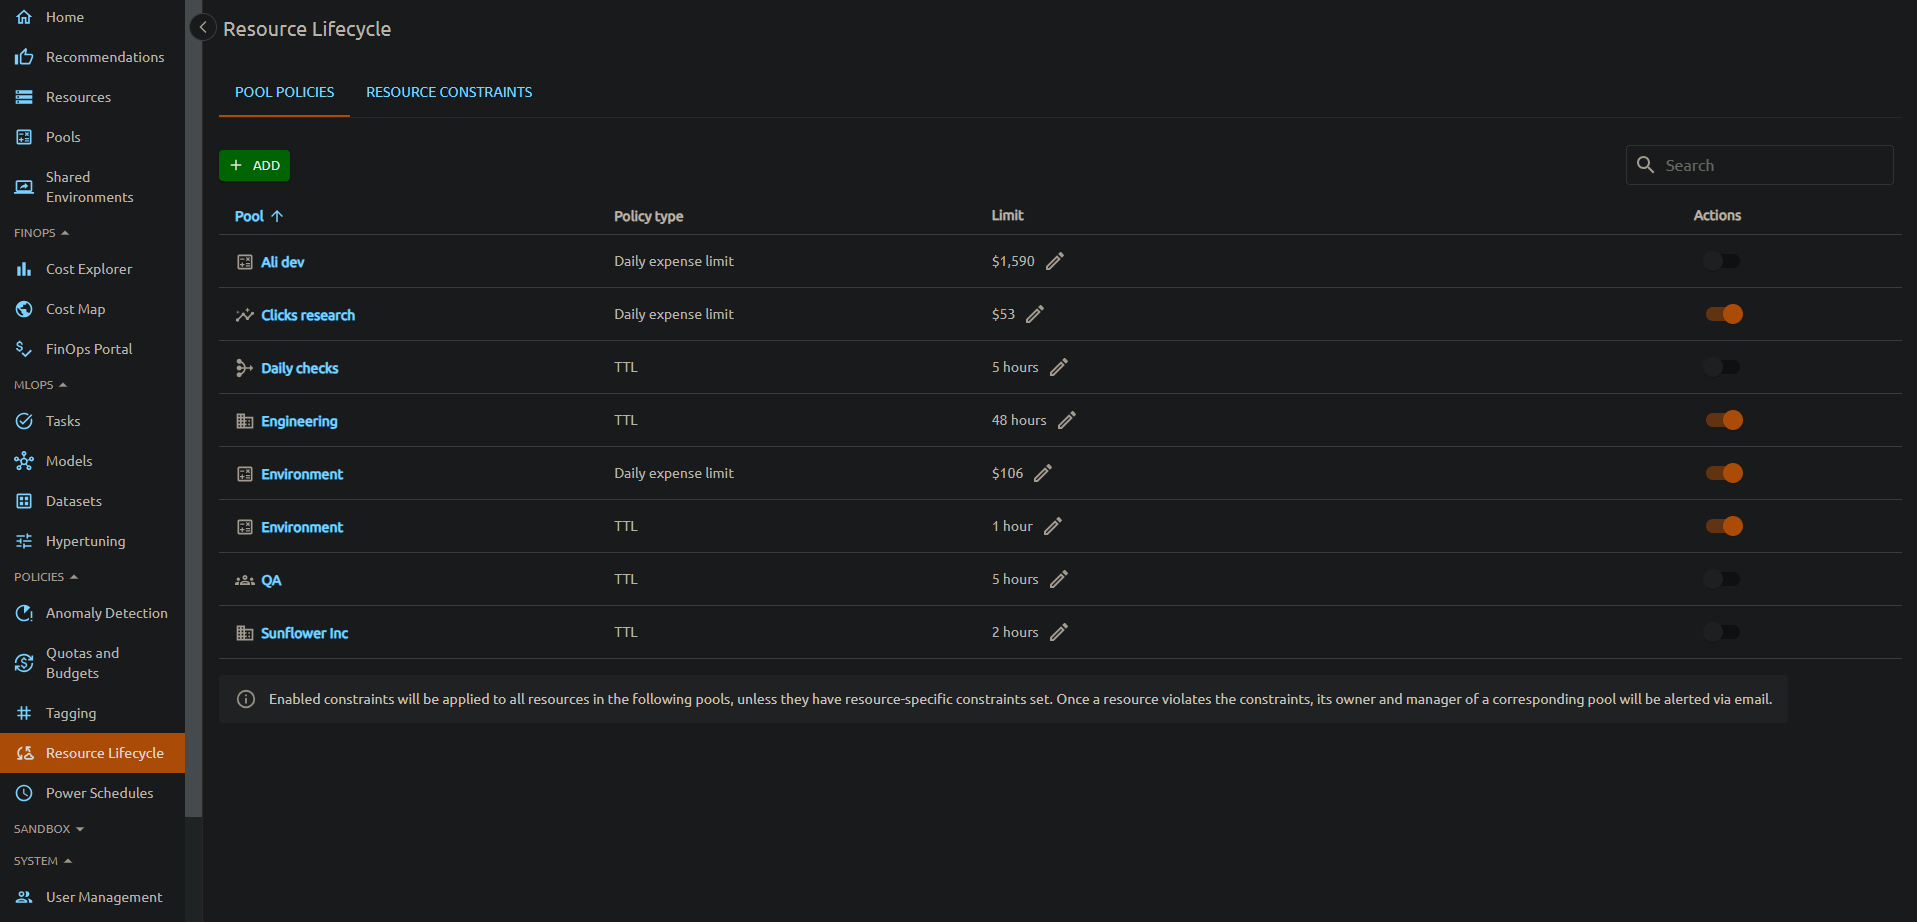 Home
Recommendations
Resources
Pools
Shared
Environments
FINOPS
Cost Explorer
Cost Map
FinOps Portal
MLOPS
Tasks
Models
Datasets
Hypertuning
POLICIES
Anomaly Detection
Quotas and
Budgets
Tagging
Resource Lifecycle
Power Schedules
SANDBOX
SYSTEM
User Management
Resource Lifecycle
POOL POLICIES RESOURCE CONSTRAINTS
ADD Search
Pool Policy type Limit Actions
Ali dev Daily expense limit $1,590
Clicks research Daily expense limit $53
Daily checks TTL 5 hours
Engineering TTL 48 hours
Environment Daily expense limit $106
Environment TTL 1 hour
QA TTL 5 hours
Sunflower Inc TTL 2 hours
Enabled constraints will be applied to all resources in the following pools, unless they have resource-specific constraints set. Once a resource violates the constraints, its owner and manager of a corresponding pool will be alerted via email.